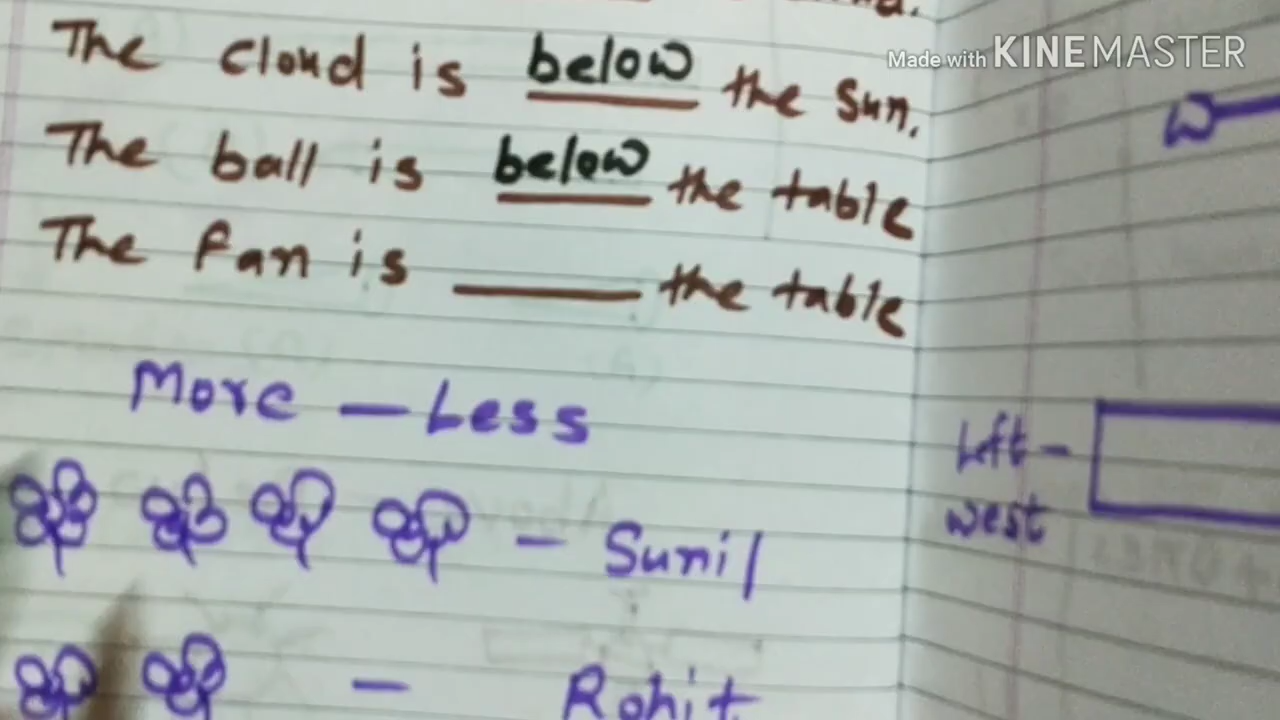 The cloud is below the Sun.
The ball is below the table
The fan is ____ the table
More - Less
- Sunil
- Rohit
Made with KINEMASTER
W
Left -
west